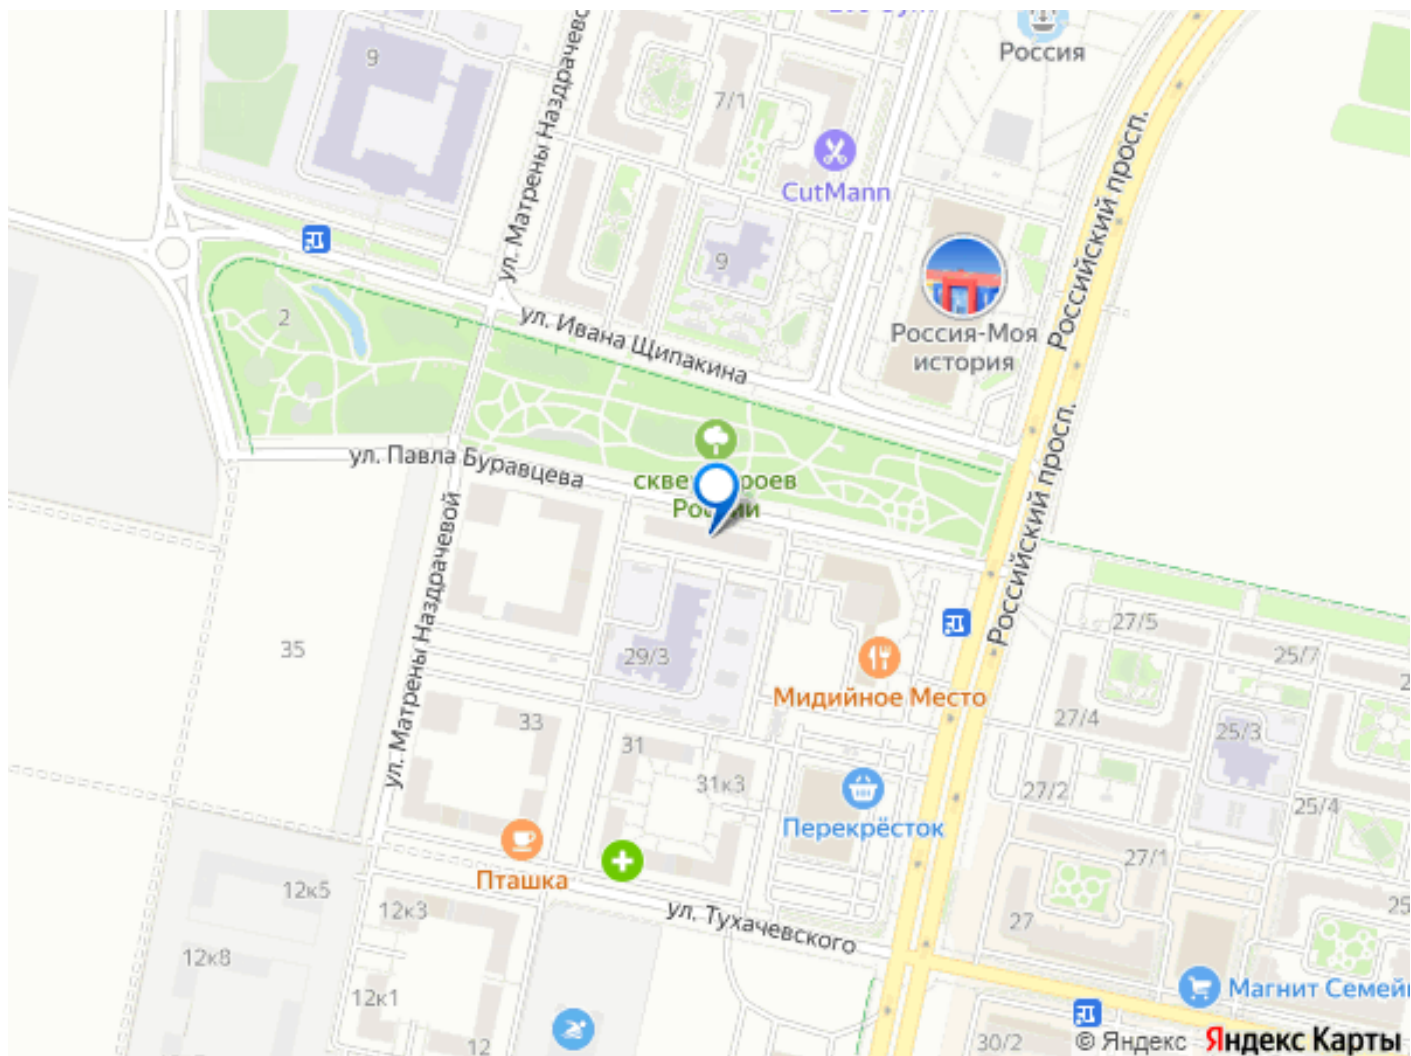 Россия
9
7/1
ул. Матрены Наздрачевой
CutMann
Российский просп.
9
Россия-Моя
история
2
ул. Ивана Щипакина
Российский просп.
ул. Павла Буравцева
ул. Матрены Наздрачевой
Российский просп.
35
29/3
Мидийное Место
27/5
25/7
33
31
31к3
27/4
25/3
27/2
25/4
Перекрёсток
27/1
Пташка
12к5
12к3
ул. Тухачевского
27
12к8
12к1
Магнит Семей
12
30/2
© Яндекс Яндекс Карты